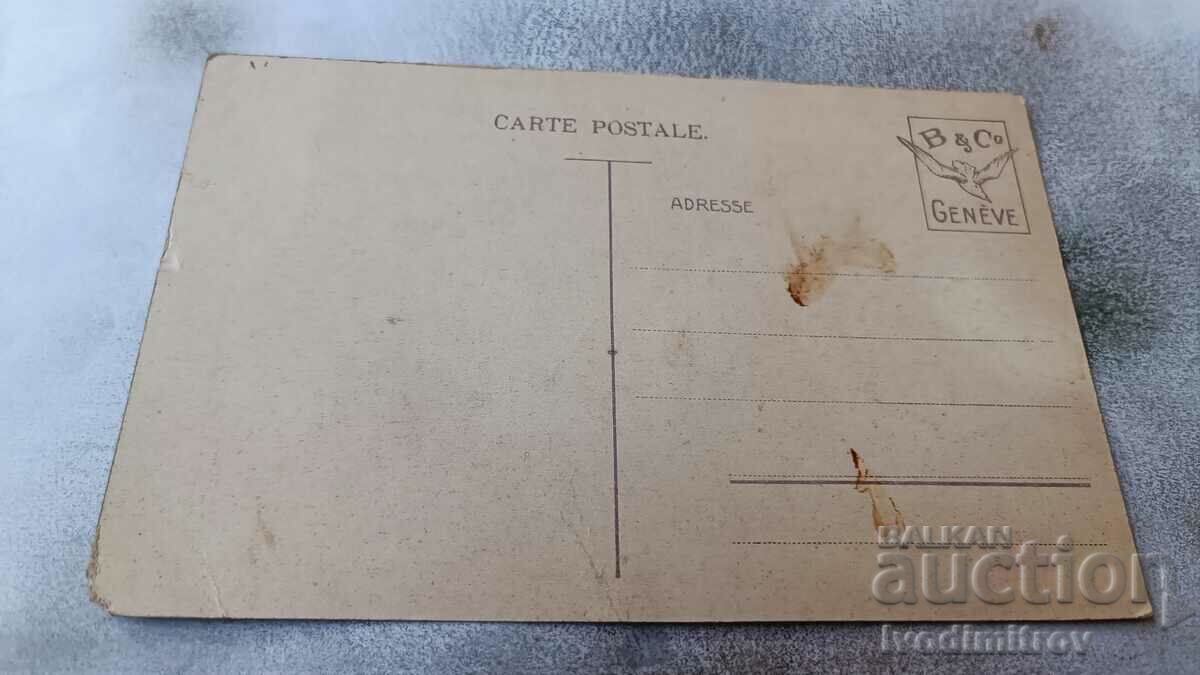 CARTE POSTALE.
B & Co
GENÈVE
ADRESSE
BALKAN
auction
lvodimitrov